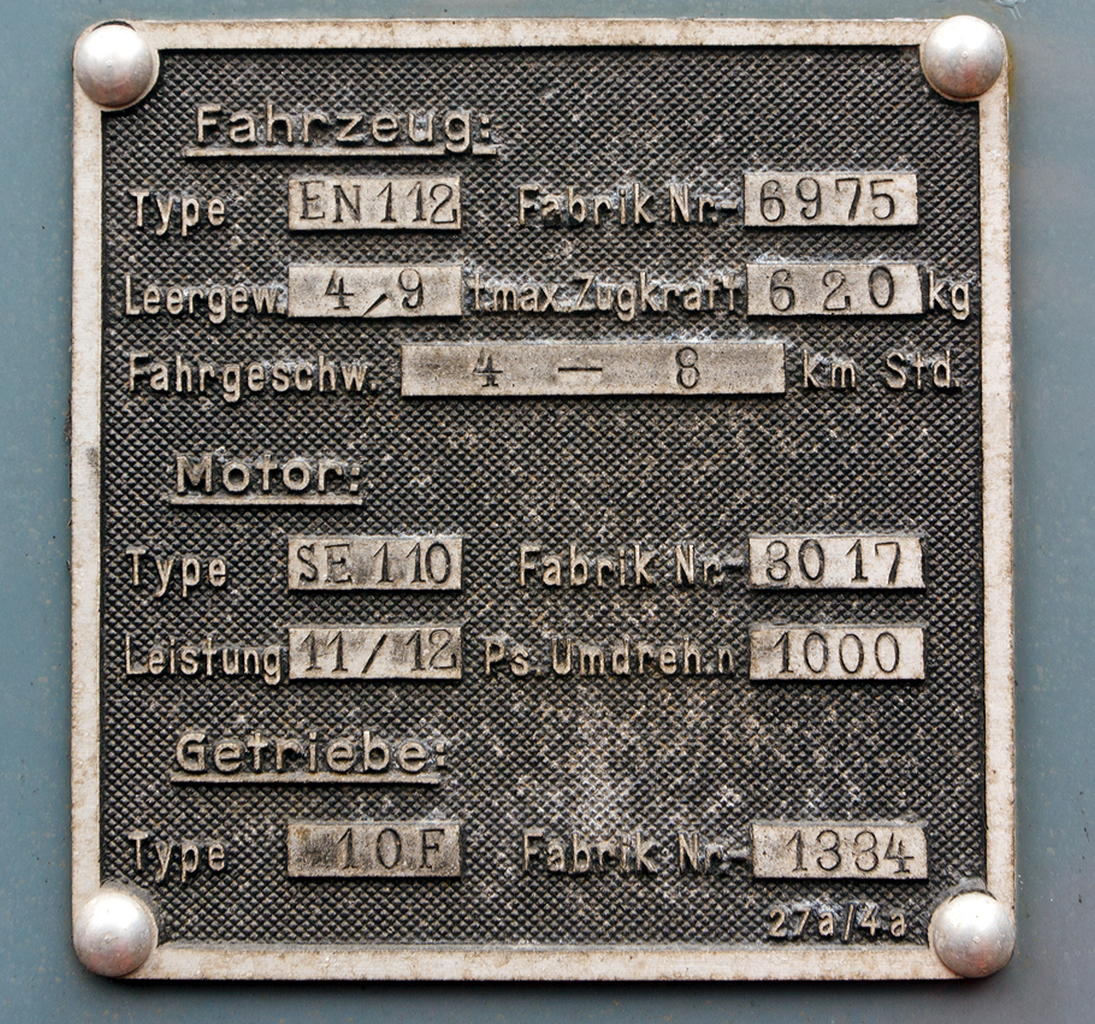 Fahrzeug:
Type EN 112 Fabrik Nr. 6975
Leergew. 4,9 t.max.Zugkraft 620 kg
Fahrgeschw. 4 — 8 km Std.
Motor:
Type SE 110 Fabrik Nr. 3017
Leistung 11/12 Ps. Umdreh.n 1000
Getriebe:
Type 10F Fabrik Nr. 1334
27a/4a